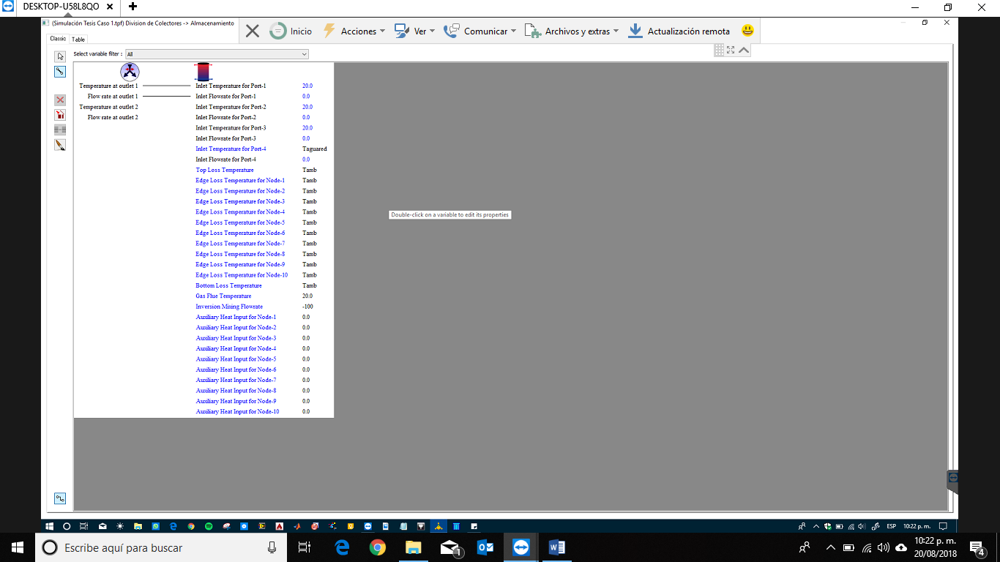 DESKTOP-U58L8QO
(Simulación Tesis Caso 1.tpf) Division de Colectores -> Almacenamiento
Inicio Acciones Ver Comunicar Archivos y extras Actualización remota
Classic Table
Select variable filter : All
Temperature at outlet 1 Inlet Temperature for Port-1 20.0
Flow rate at outlet 1 Inlet Flowrate for Port-1 0.0
Temperature at outlet 2 Inlet Temperature for Port-2 20.0
Flow rate at outlet 2 Inlet Flowrate for Port-2 0.0
Inlet Temperature for Port-3 20.0
Inlet Flowrate for Port-3 0.0
Inlet Temperature for Port-4 Taguared
Inlet Flowrate for Port-4 0.0
Top Loss Temperature Tamb
Edge Loss Temperature for Node-1 Tamb
Edge Loss Temperature for Node-2 Tamb
Edge Loss Temperature for Node-3 Tamb
Edge Loss Temperature for Node-4 Tamb
Edge Loss Temperature for Node-5 Tamb
Edge Loss Temperature for Node-6 Tamb
Edge Loss Temperature for Node-7 Tamb
Edge Loss Temperature for Node-8 Tamb
Edge Loss Temperature for Node-9 Tamb
Edge Loss Temperature for Node-10 Tamb
Bottom Loss Temperature Tamb
Gas Flue Temperature 20.0
Inversion Mixing Flowrate -100
Auxiliary Heat Input for Node-1 0.0
Auxiliary Heat Input for Node-2 0.0
Auxiliary Heat Input for Node-3 0.0
Auxiliary Heat Input for Node-4 0.0
Auxiliary Heat Input for Node-5 0.0
Auxiliary Heat Input for Node-6 0.0
Auxiliary Heat Input for Node-7 0.0
Auxiliary Heat Input for Node-8 0.0
Auxiliary Heat Input for Node-9 0.0
Auxiliary Heat Input for Node-10 0.0
Double-click on a variable to edit its properties
ESP 10:22 p. m.
Escribe aquí para buscar
1
10:22 p. m.
20/08/2018
4